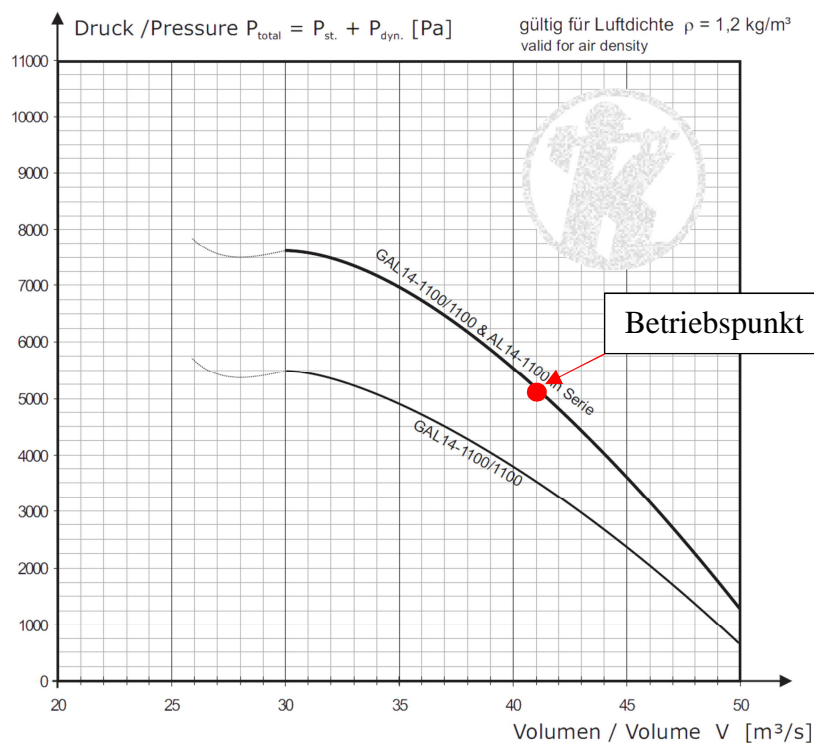 Druck /Pressure P_total = P_st. + P_dyn. [Pa]
gültig für Luftdichte ρ = 1,2 kg/m³
valid for air density
11000
10000
9000
8000
7000
6000
5000
4000
3000
2000
1000
0
GAL14-1100/1100 & AL14-1100 in Serie
Betriebspunkt
GAL14-1100/1100
20
25
30
35
40
45
50
Volumen / Volume V [m³/s]